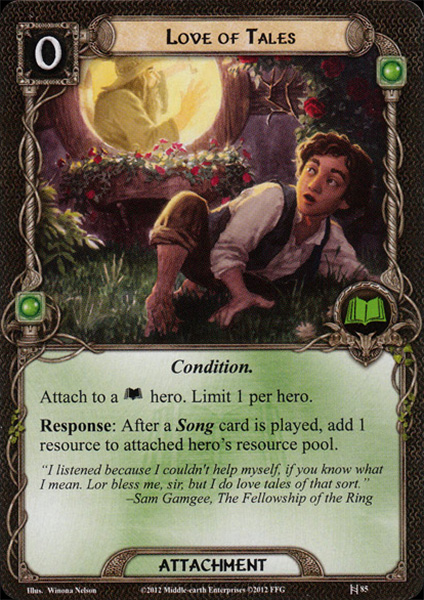 0
LOVE OF TALES
Condition.
Attach to a hero. Limit 1 per hero.
Response: After a Song card is played, add 1
resource to attached hero's resource pool.
"I listened because I couldn't help myself, if you know what
I mean. Lor bless me, sir, but I do love tales of that sort."
–Sam Gamgee, The Fellowship of the Ring
ATTACHMENT
Illus. Winona Nelson ©2012 Middle-earth Enterprises ©2012 FFG 85